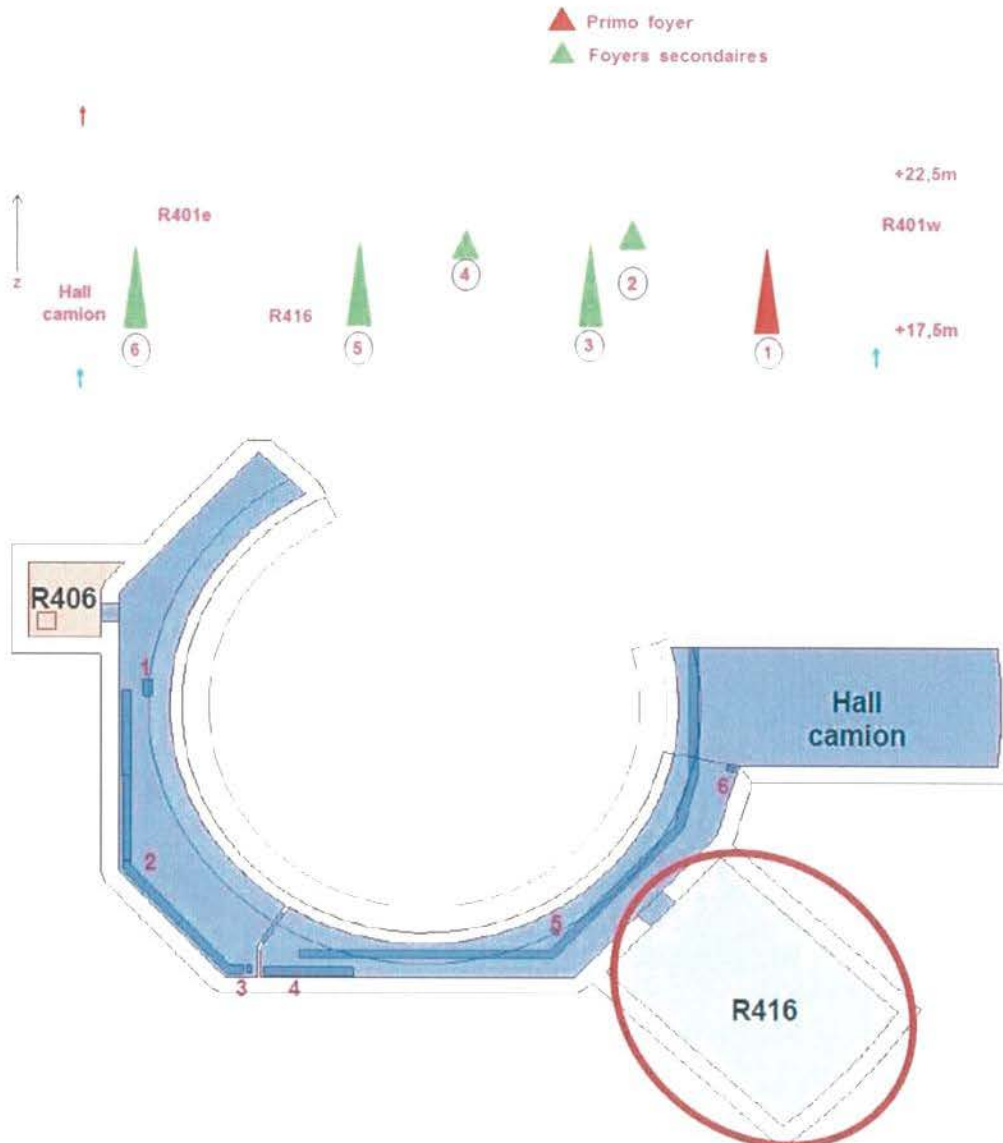 Primo foyer
Foyers secondaires
+22,5m
R401e
R401w
z
Hall
camion
R416
+17,5m
4
2
6
5
3
1
R406
1
Hall
camion
6
2
5
3
4
R416